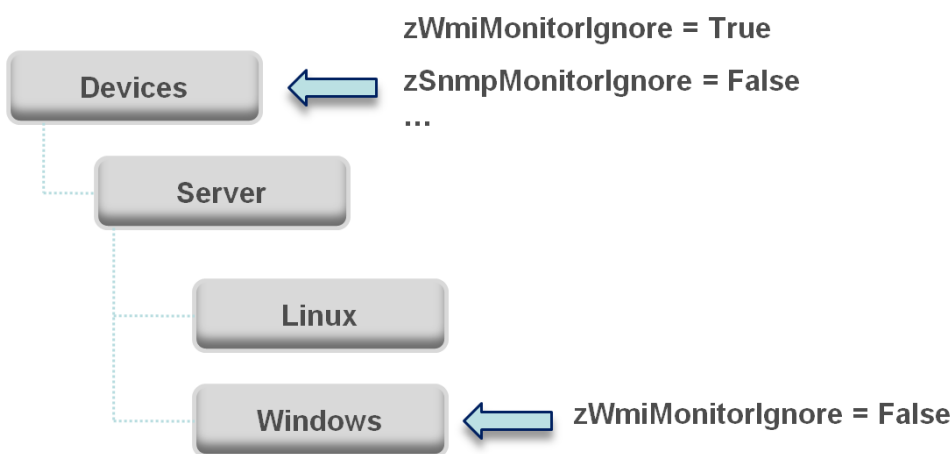 zWmiMonitorIgnore = True
Devices
zSnmpMonitorIgnore = False
...
Server
Linux
Windows
zWmiMonitorIgnore = False